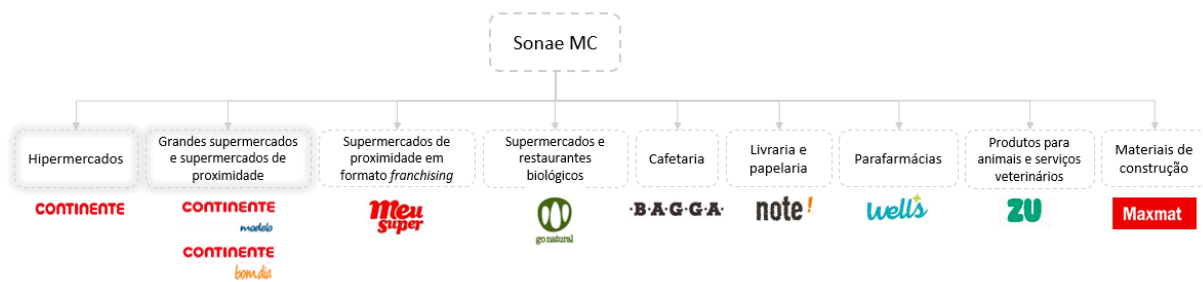 Sonae MC
Hipermercados
CONTINENTE
Grandes supermercados
e supermercados de
proximidade
CONTINENTE
modelo
CONTINENTE
bom dia
Supermercados de
proximidade em
formato franchising
meu
super
Supermercados e
restaurantes
biológicos
go natural
Cafetaria
·B·A·G·G·A·
Livraria e
papelaria
note!
Parafarmácias
well's
Produtos para
animais e serviços
veterinários
ZU
Materiais de
construção
Maxmat